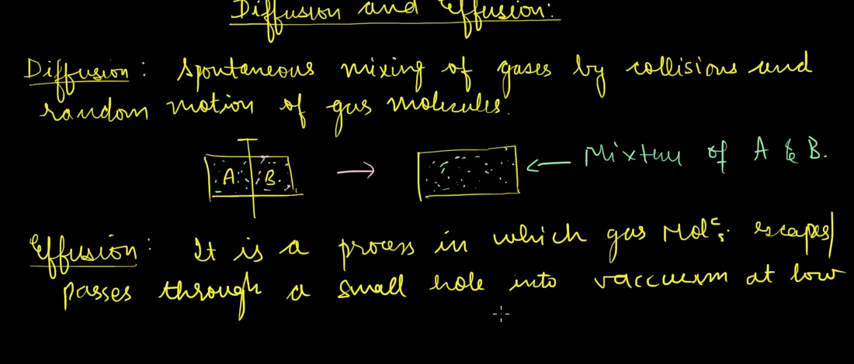 Diffusion and Effusion:
Diffusion: Spontaneous mixing of gases by collisions and
random motion of gas molecules.
A B
Mixture of A & B.
Effusion: It is a process in which gas Molcs. escapes/
passes through a small hole into vaccuum at low